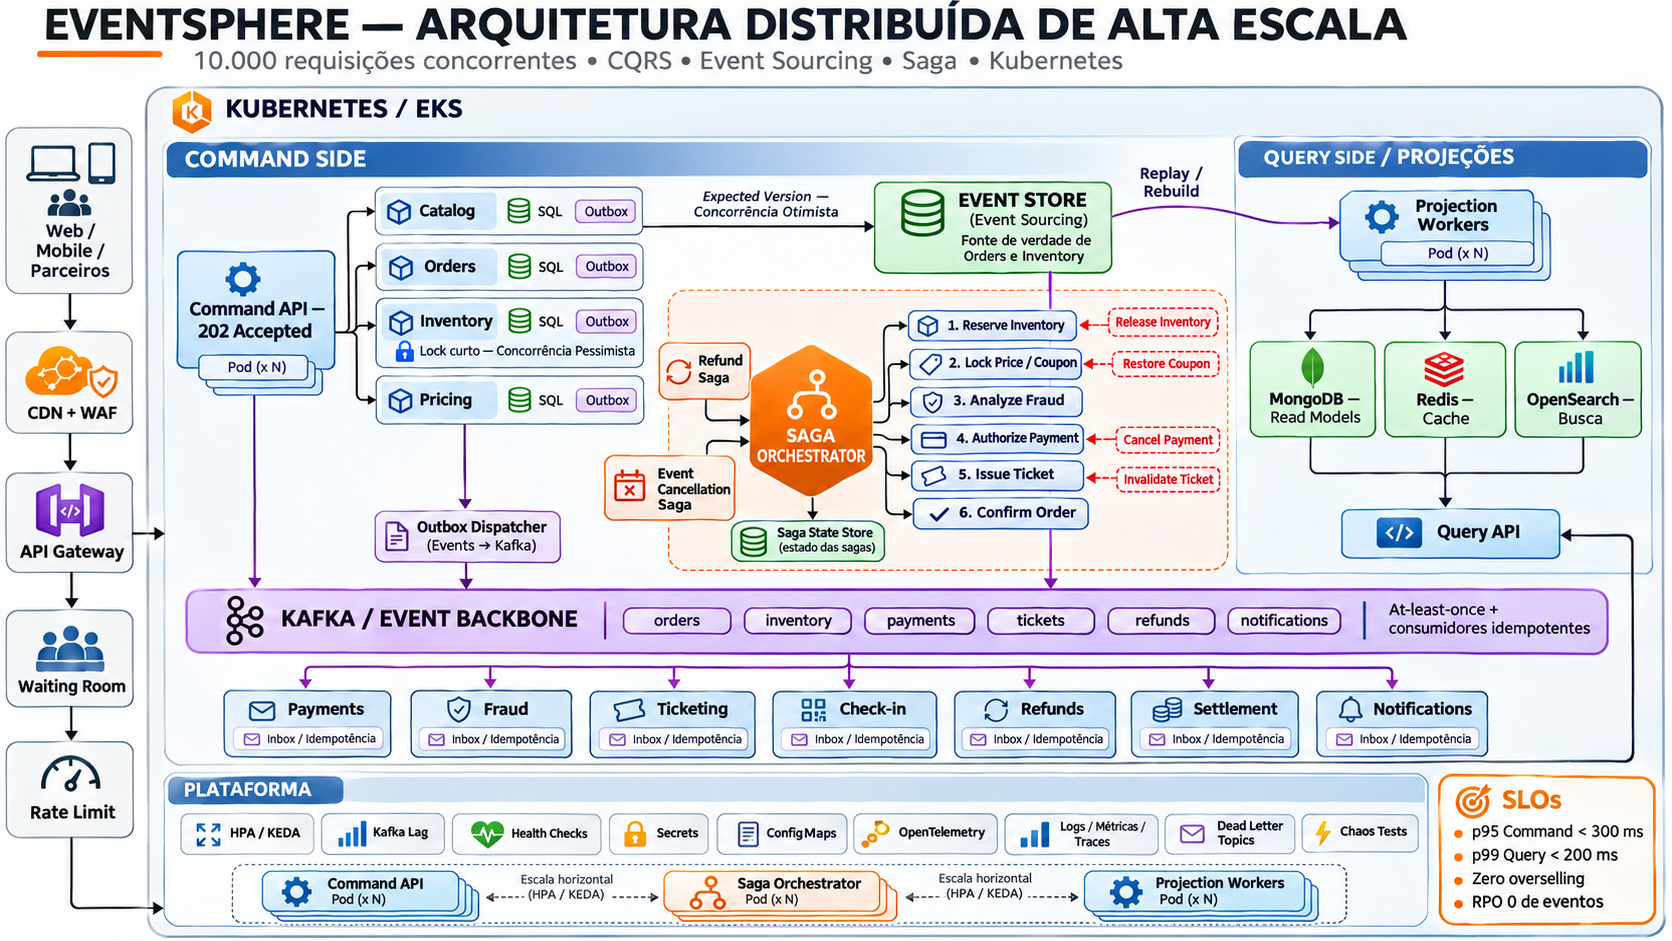 EVENTSPHERE — ARQUITETURA DISTRIBUÍDA DE ALTA ESCALA
10.000 requisições concorrentes • CQRS • Event Sourcing • Saga • Kubernetes
Web /
Mobile /
Parceiros
CDN + WAF
API Gateway
Waiting Room
Rate Limit
K
KUBERNETES / EKS
COMMAND SIDE
Command API —
202 Accepted
Pod (x N)
Catalog SQL Outbox
Orders SQL Outbox
Inventory SQL Outbox
Lock curto — Concorrência Pessimista
Pricing SQL Outbox
Outbox Dispatcher
(Events → Kafka)
Expected Version —
Concorrência Otimista
EVENT STORE
(Event Sourcing)
Fonte de verdade de
Orders e Inventory
Replay /
Rebuild
Refund
Saga
Event
Cancellation
Saga
SAGA
ORCHESTRATOR
Saga State Store
(estado das sagas)
1. Reserve Inventory
Release Inventory
2. Lock Price / Coupon
Restore Coupon
3. Analyze Fraud
4. Authorize Payment
Cancel Payment
5. Issue Ticket
Invalidate Ticket
6. Confirm Order
QUERY SIDE / PROJEÇÕES
Projection
Workers
Pod (x N)
MongoDB —
Read Models
Redis —
Cache
OpenSearch —
Busca
</> Query API
KAFKA / EVENT BACKBONE
orders
inventory
payments
tickets
refunds
notifications
At-least-once +
consumidores idempotentes
Payments
Inbox / Idempotência
Fraud
Inbox / Idempotência
Ticketing
Inbox / Idempotência
Check-in
Inbox / Idempotência
Refunds
Inbox / Idempotência
Settlement
Inbox / Idempotência
Notifications
Inbox / Idempotência
PLATAFORMA
HPA / KEDA
Kafka Lag
Health Checks
Secrets
ConfigMaps
OpenTelemetry
Logs / Métricas /
Traces
Dead Letter
Topics
Chaos Tests
Command API
Pod (x N)
Escala horizontal
(HPA / KEDA)
Saga Orchestrator
Pod (x N)
Escala horizontal
(HPA / KEDA)
Projection Workers
Pod (x N)
SLOs
• p95 Command < 300 ms
• p99 Query < 200 ms
• Zero overselling
• RPO 0 de eventos